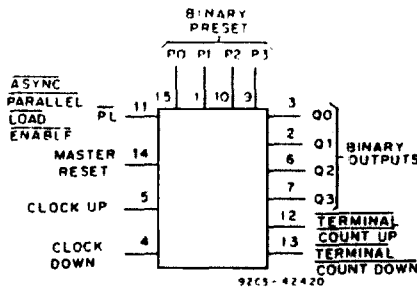 BINARY
PRESET
P0 P1 P2 P3
15 1 10 9
ASYNC
PARALLEL
LOAD
ENABLE
PL
11
MASTER
RESET
14
CLOCK UP
5
CLOCK
DOWN
4
3 Q0
2 Q1
6 Q2
7 Q3
BINARY
OUTPUTS
12 TERMINAL
COUNT UP
13 TERMINAL
COUNT DOWN
92CS-42420